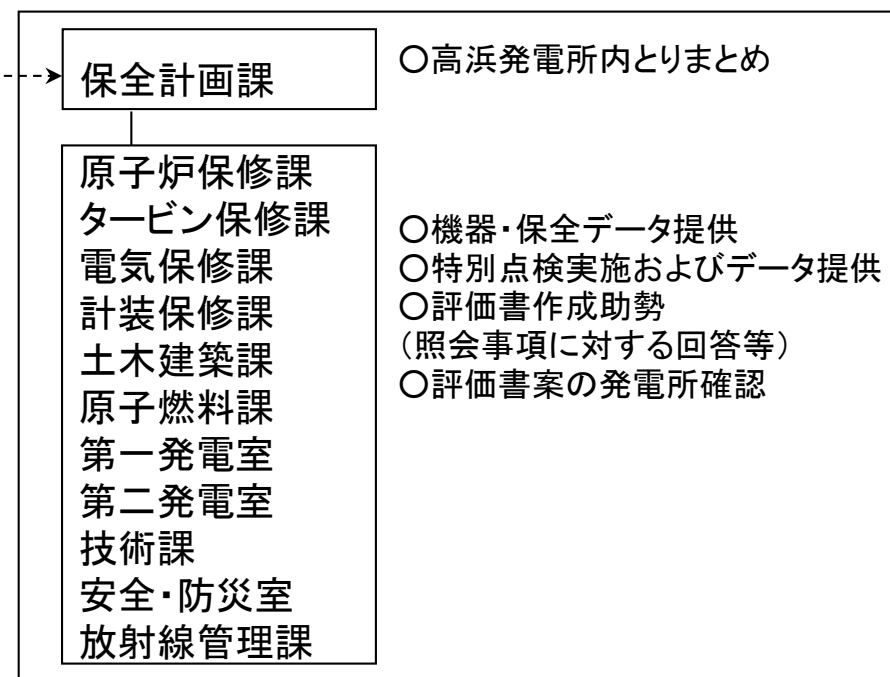 保全計画課
〇高浜発電所内とりまとめ
原子炉保修課
タービン保修課
電気保修課
計装保修課
土木建築課
原子燃料課
第一発電室
第二発電室
技術課
安全・防災室
放射線管理課
〇機器・保全データ提供
〇特別点検実施およびデータ提供
〇評価書作成助勢
（照会事項に対する回答等）
〇評価書案の発電所確認